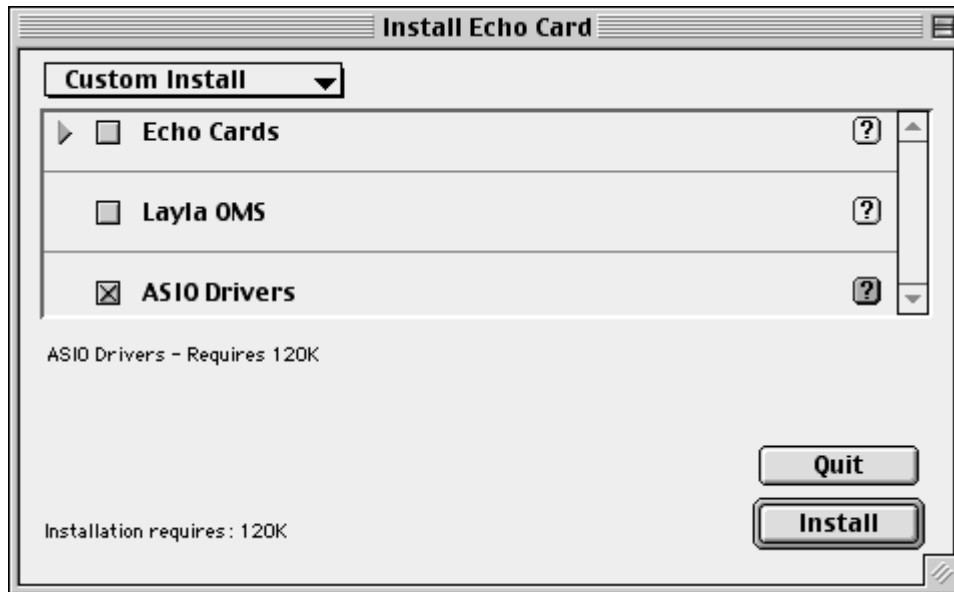 Install Echo Card
Custom Install
Echo Cards ?
Layla OMS ?
ASIO Drivers ?
ASIO Drivers - Requires 120K
Quit
Installation requires: 120K
Install